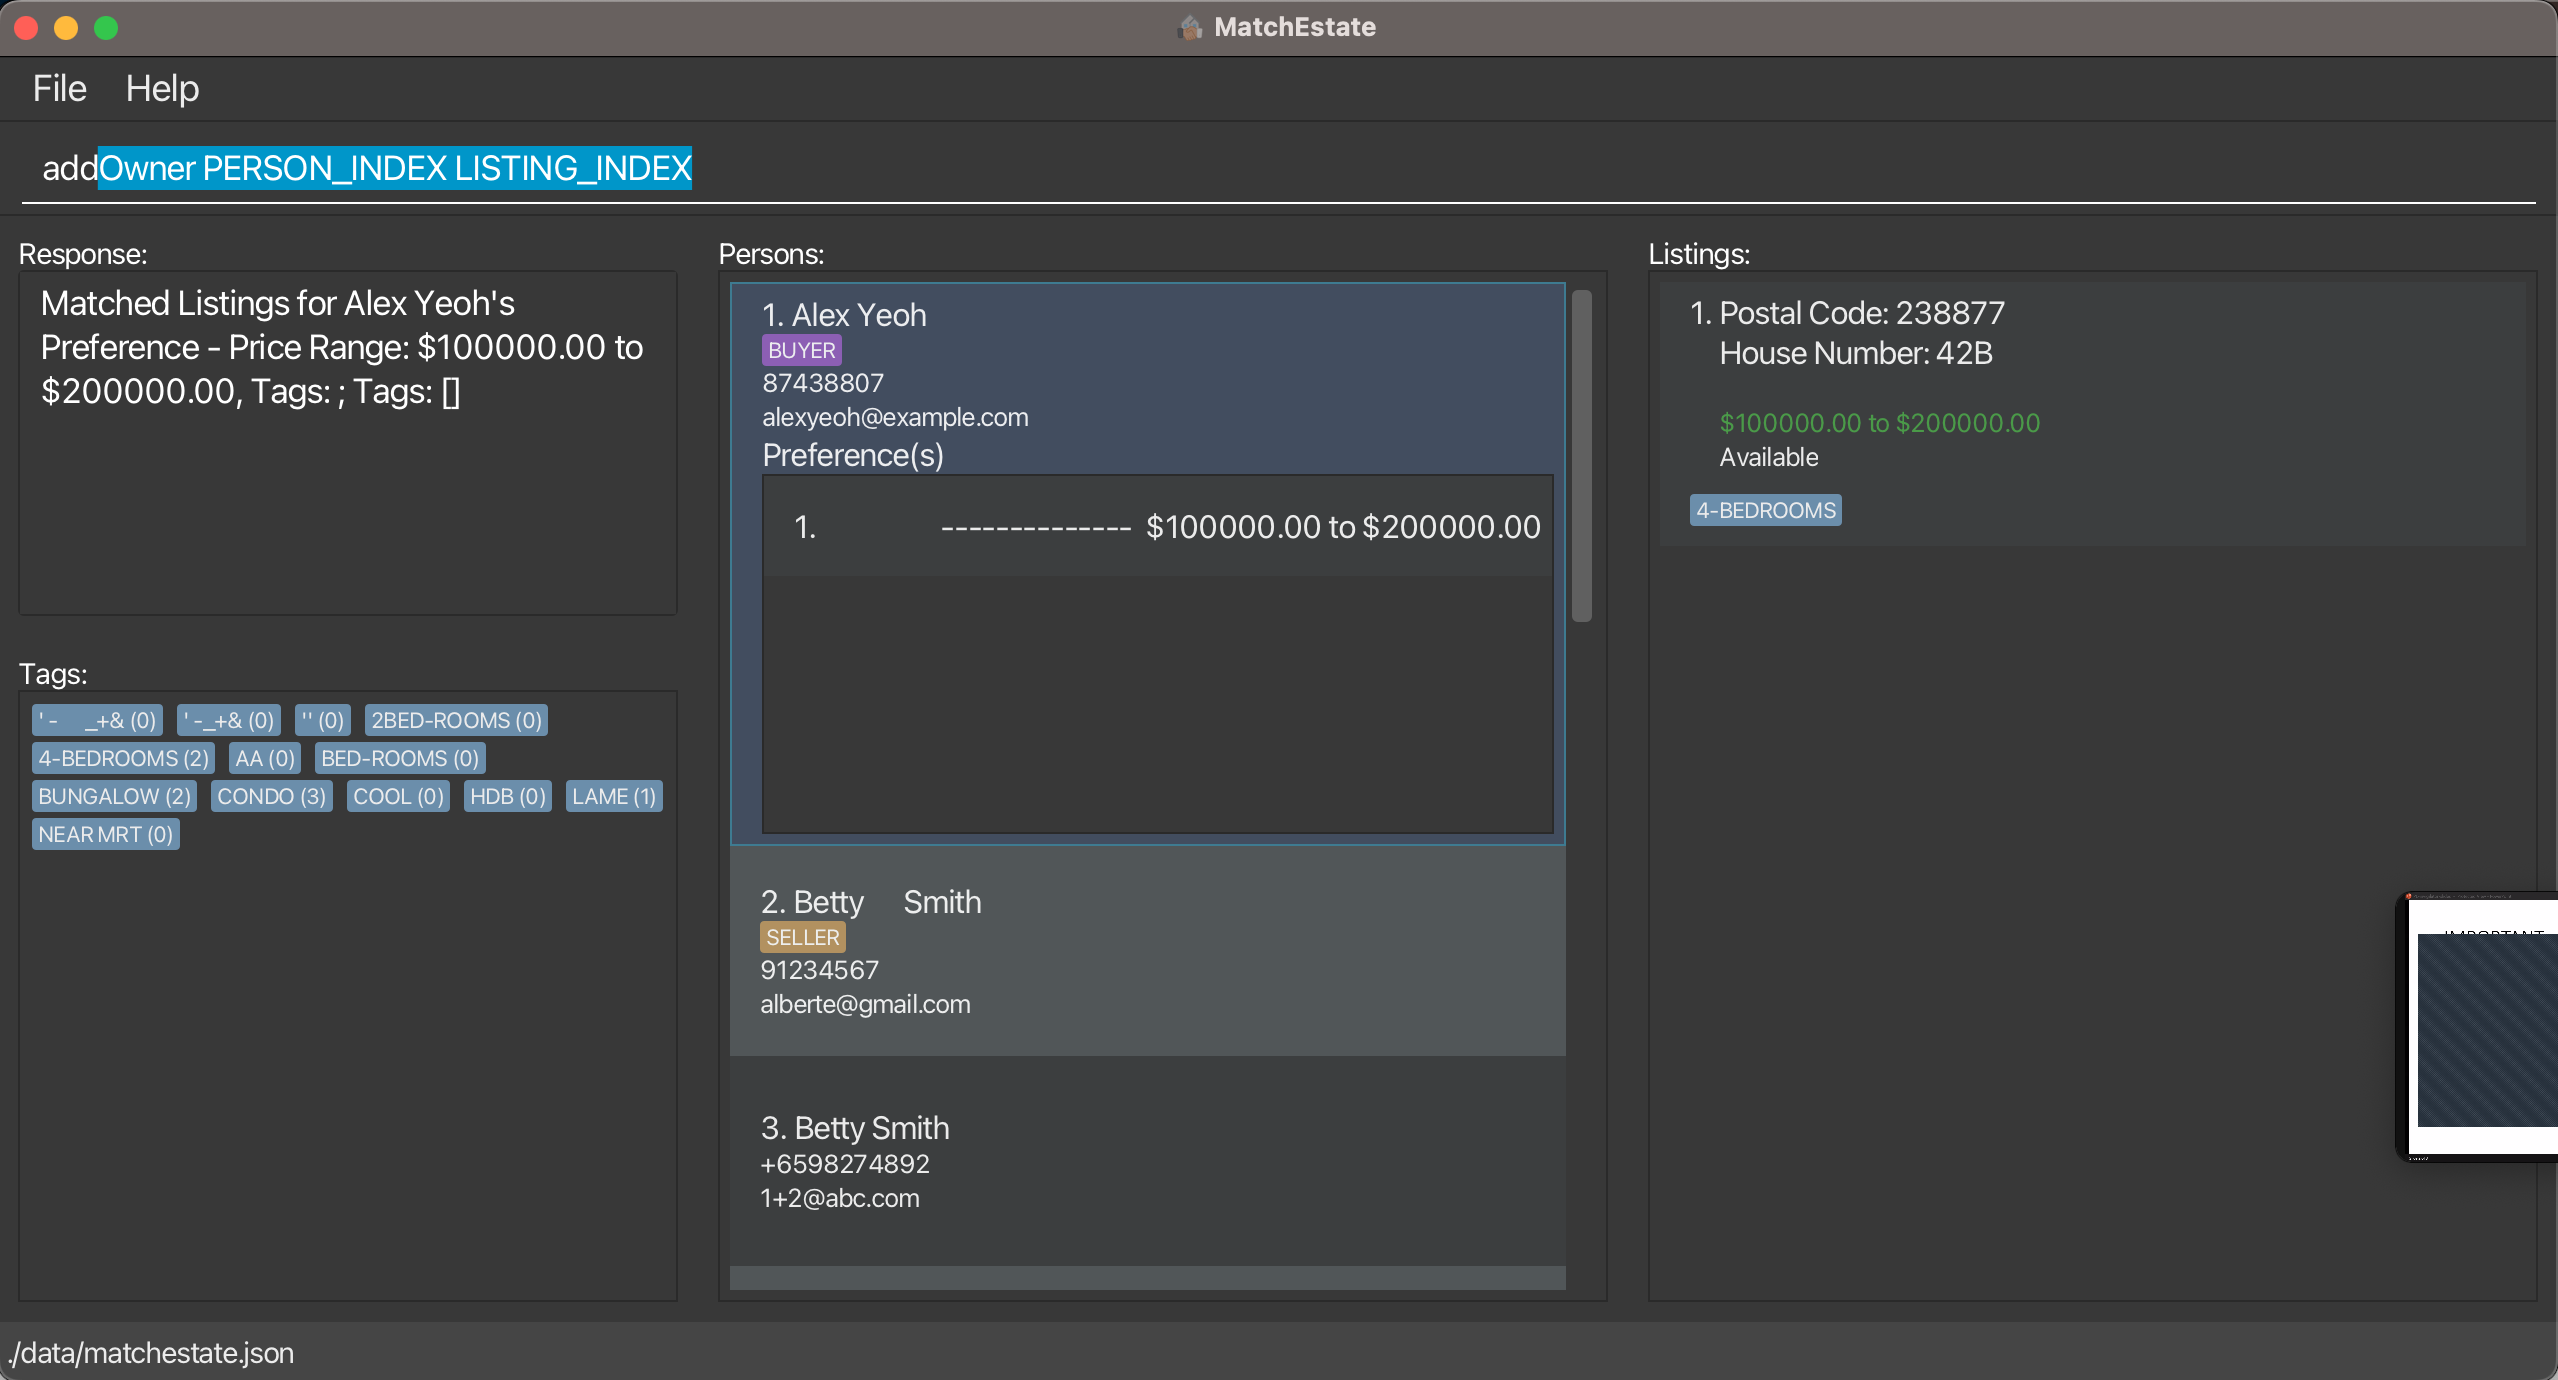 MatchEstate
File Help
addOwner PERSON_INDEX LISTING_INDEX
Response:
Matched Listings for Alex Yeoh's
Preference - Price Range: $100000.00 to
$200000.00, Tags: ; Tags: []
Tags:
' -      _+& (0) ' -_+& (0) '' (0) 2BED-ROOMS (0)
4-BEDROOMS (2) AA (0) BED-ROOMS (0)
BUNGALOW (2) CONDO (3) COOL (0) HDB (0) LAME (1)
NEAR MRT (0)
Persons:
1. Alex Yeoh
BUYER
87438807
alexyeoh@example.com
Preference(s)
1. -------------- $100000.00 to $200000.00
2. Betty     Smith
SELLER
91234567
alberte@gmail.com
3. Betty Smith
+6598274892
1+2@abc.com
Listings:
1. Postal Code: 238877
House Number: 42B
$100000.00 to $200000.00
Available
4-BEDROOMS
IMPORTANT
./data/matchestate.json